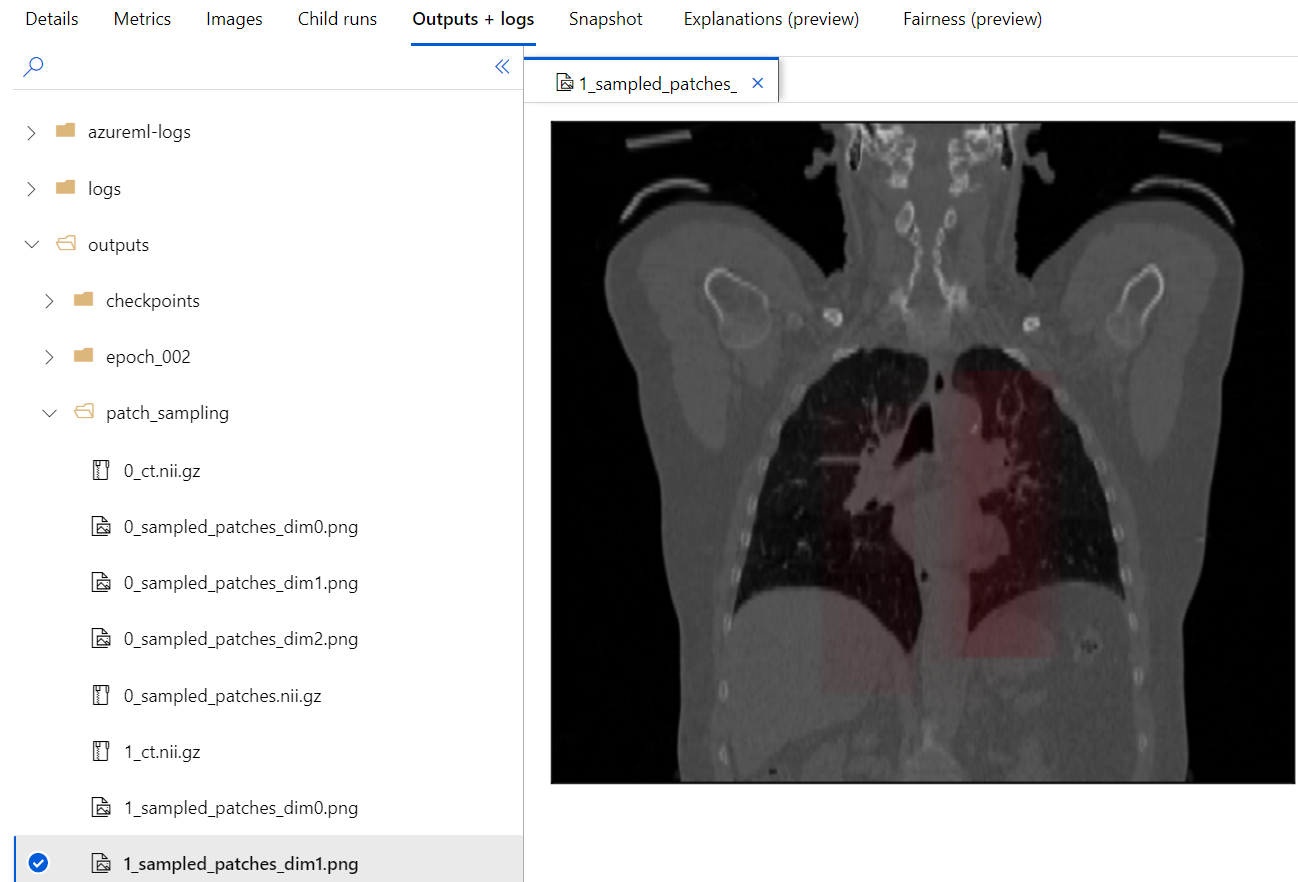 Details Metrics Images Child runs Outputs + logs Snapshot Explanations (preview) Fairness (preview)
1_sampled_patches_
azureml-logs
logs
outputs
checkpoints
epoch_002
patch_sampling
0_ct.nii.gz
0_sampled_patches_dim0.png
0_sampled_patches_dim1.png
0_sampled_patches_dim2.png
0_sampled_patches.nii.gz
1_ct.nii.gz
1_sampled_patches_dim0.png
1_sampled_patches_dim1.png